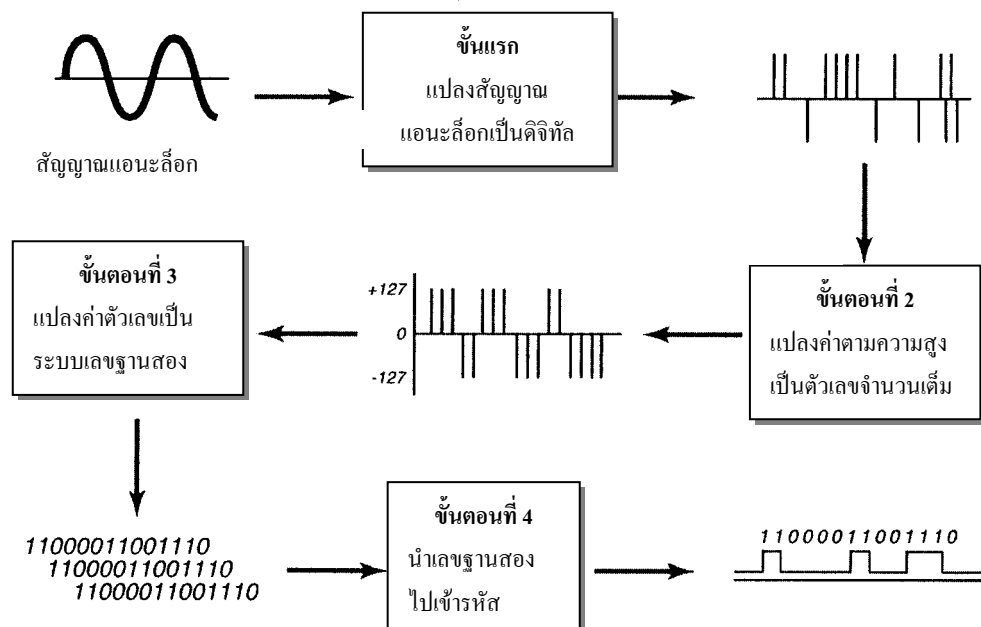 ขั้นแรก
แปลงสัญญาณ
แอนะล็อกเป็นดิจิทัล
สัญญาณแอนะล็อก
ขั้นตอนที่ 2
แปลงค่าตามความสูง
เป็นตัวเลขจำนวนเต็ม
+127
0
-127
ขั้นตอนที่ 3
แปลงค่าตัวเลขเป็น
ระบบเลขฐานสอง
11000011001110
11000011001110
11000011001110
ขั้นตอนที่ 4
นำเลขฐานสอง
ไปเข้ารหัส
11000011001110